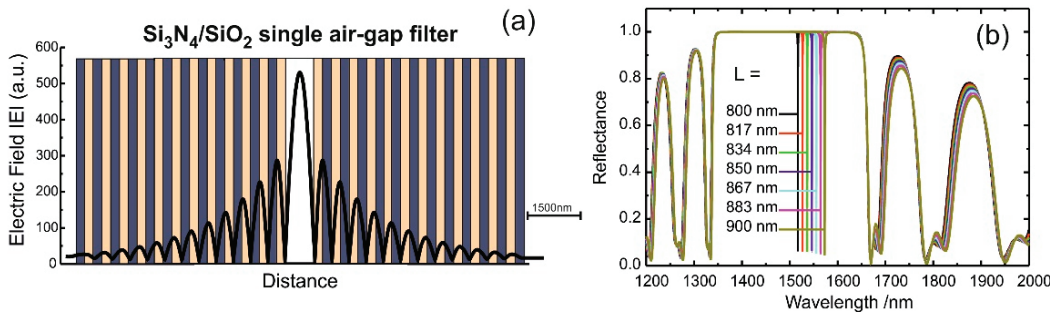 (a)
Si₃N₄/SiO₂ single air-gap filter
Electric Field |E| (a.u.)
600
500
400
300
200
100
0
1500nm
Distance
(b)
Reflectance
1.0
0.8
0.6
0.4
0.2
0.0
L =
800 nm
817 nm
834 nm
850 nm
867 nm
883 nm
900 nm
1200 1300 1400 1500 1600 1700 1800 1900 2000
Wavelength /nm